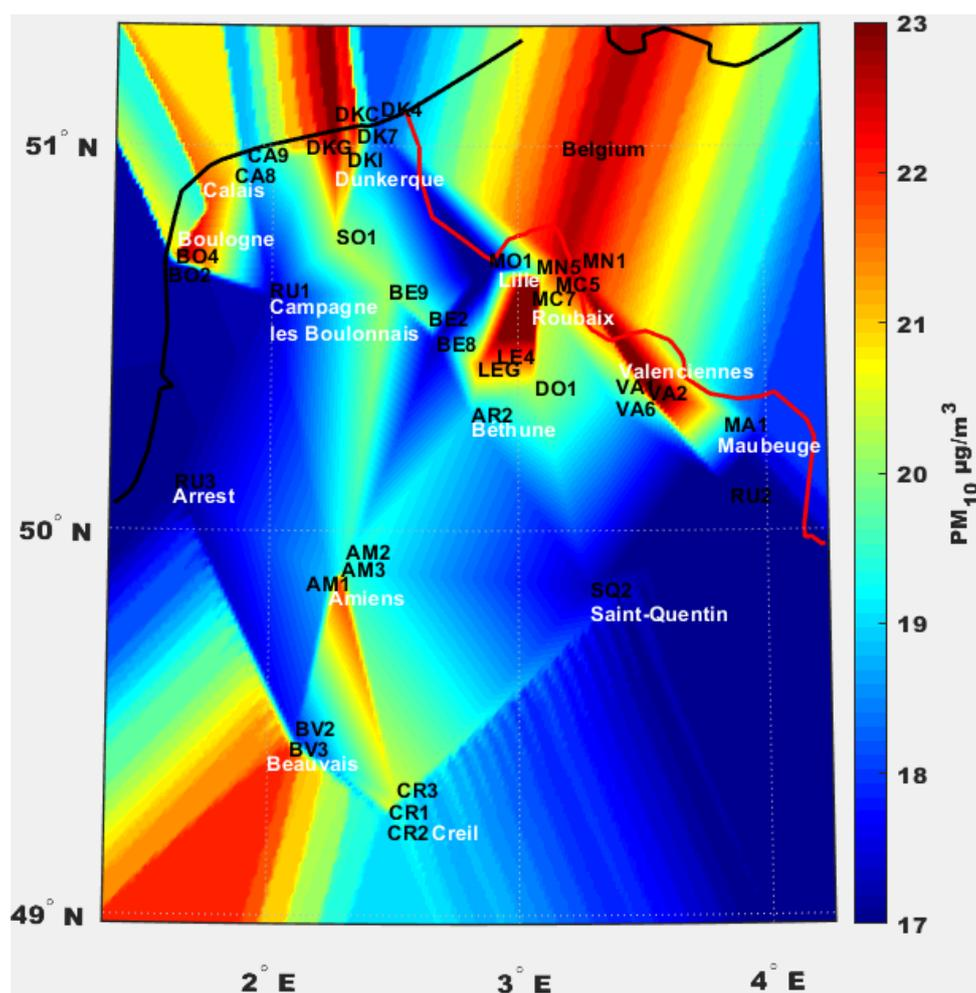 23
22
21
20
19
18
17
PM10 µg/m3
51° N
50° N
49° N
2° E
3° E
4° E
DKC DK4
DK7
DKG
DKI
Dunkerque
Belgium
CA9
CA8
Calais
SO1
Boulogne
BO4
BO2
RU1
Campagne
les Boulonnais
BE9
BE2
BE8
MO1
MN5 MN1
Lille
MC5
MC7
Roubaix
LE4
LEG
DO1
Valenciennes
VA VA2
VA6
AR2
Bethune
MA1
Maubeuge
RU3
Arrest
RU2
AM2
AM3
AM1
Amiens
SQ2
Saint-Quentin
BV2
BV3
Beauvais
CR3
CR1
CR2 Creil